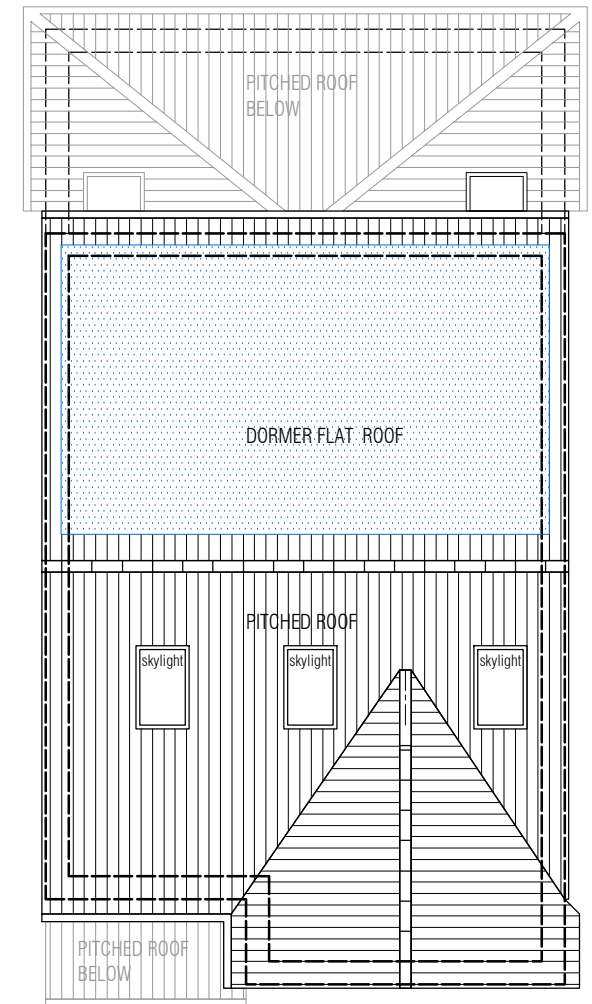 PITCHED ROOF
BELOW
DORMER FLAT ROOF
PITCHED ROOF
skylight
skylight
skylight
PITCHED ROOF
BELOW